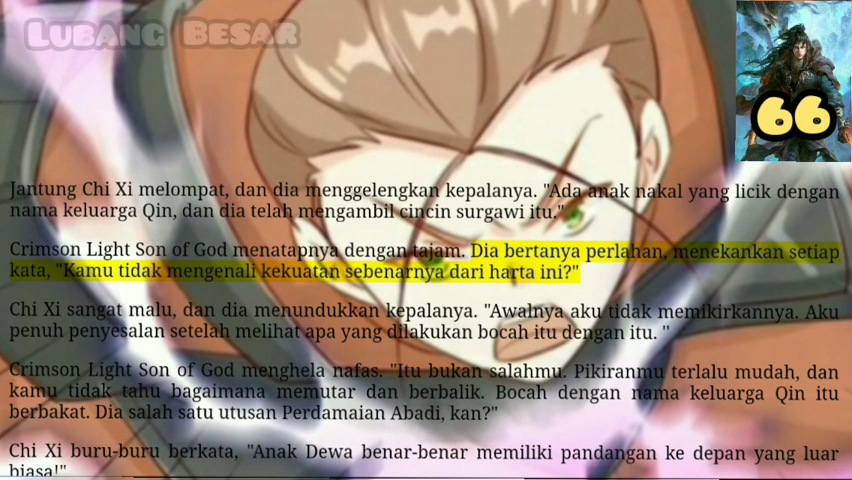 LUBANG BESAR
66
Jantung Chi Xi melompat, dan dia menggelengkan kepalanya. "Ada anak nakal yang licik dengan
nama keluarga Qin, dan dia telah mengambil cincin surgawi itu."
Crimson Light Son of God menatapnya dengan tajam. Dia bertanya perlahan, menekankan setiap
kata, "Kamu tidak mengenali kekuatan sebenarnya dari harta ini?"
Chi Xi sangat malu, dan dia menundukkan kepalanya. "Awalnya aku tidak memikirkannya. Aku
penuh penyesalan setelah melihat apa yang dilakukan bocah itu dengan itu. "
Crimson Light Son of God menghela nafas. "Itu bukan salahmu. Pikiranmu terlalu mudah, dan
kamu tidak tahu bagaimana memutar dan berbalik. Bocah dengan nama keluarga Qin itu
berbakat. Dia salah satu utusan Perdamaian Abadi, kan?"
Chi Xi buru-buru berkata, "Anak Dewa benar-benar memiliki pandangan ke depan yang luar
biasa!"